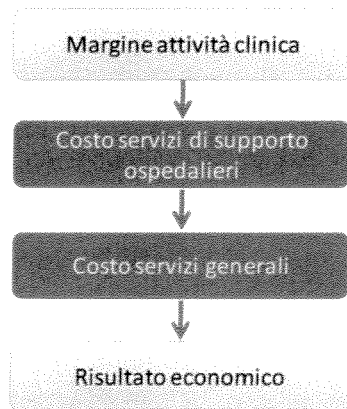 Margine attività clinica
Costo servizi di supporto
ospedalieri
Costo servizi generali
Risultato economico